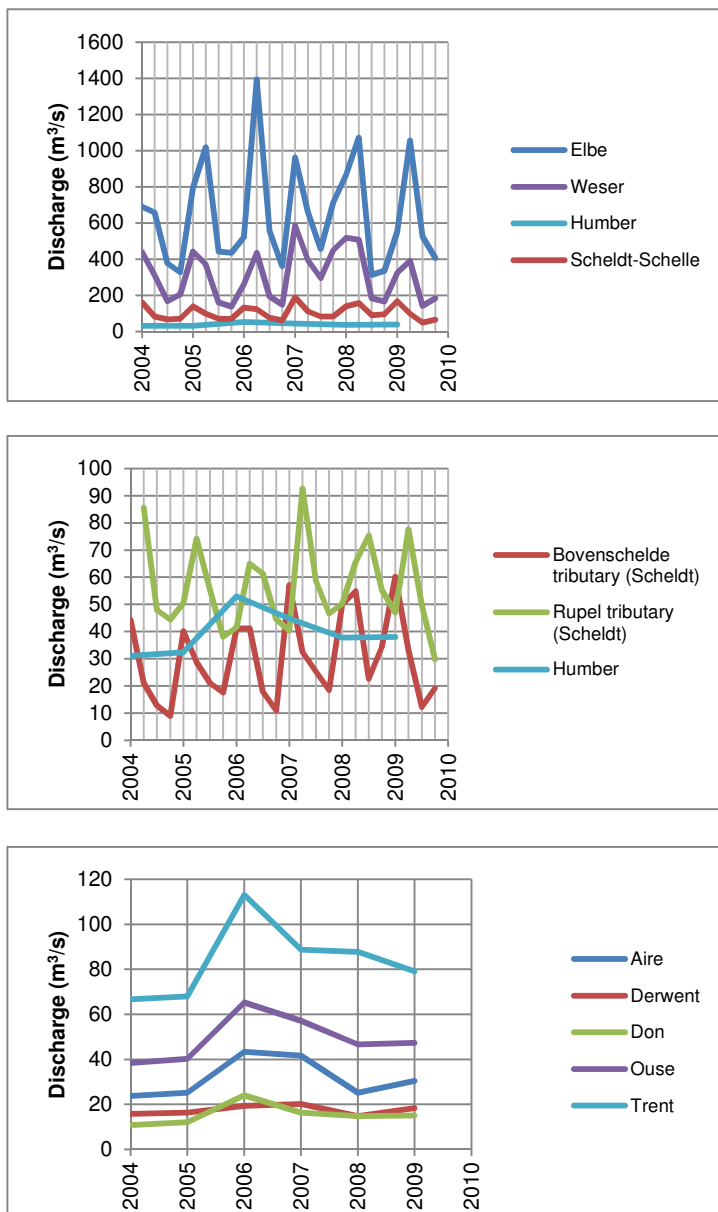 1600
1400
1200
1000
800
600
400
200
0
Discharge (m³/s)
2004
2005
2006
2007
2008
2009
2010
Elbe
Weser
Humber
Scheldt-Schelle
100
90
80
70
60
50
40
30
20
10
0
Discharge (m³/s)
2004
2005
2006
2007
2008
2009
2010
Bovenschelde
tributary (Scheldt)
Rupel tributary
(Scheldt)
Humber
120
100
80
60
40
20
0
Discharge (m³/s)
2004
2005
2006
2007
2008
2009
2010
Aire
Derwent
Don
Ouse
Trent